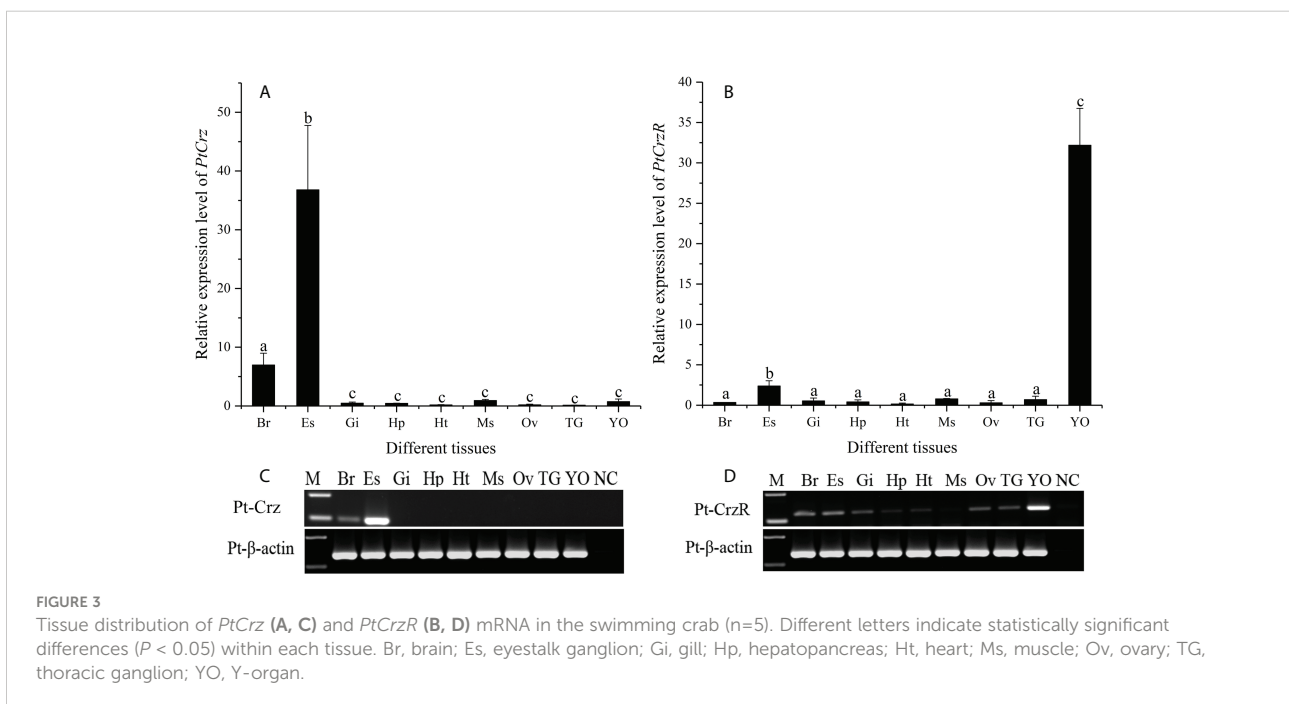 A
Relative expression level of PtCrz
50
40
30
20
10
0
a
b
c
c
c
c
c
c
c
Br Es Gi Hp Ht Ms Ov TG YO
Different tissues
B
Relative expression level of PtCrzR
40
35
30
25
20
15
10
5
0
a
b
a
a
a
a
a
a
c
Br Es Gi Hp Ht Ms Ov TG YO
Different tissues
C
M Br Es Gi Hp Ht Ms Ov TG YO NC
Pt-Crz
Pt-β-actin
D
M Br Es Gi Hp Ht Ms Ov TG YO NC
Pt-CrzR
Pt-β-actin
FIGURE 3
Tissue distribution of PtCrz (A, C) and PtCrzR (B, D) mRNA in the swimming crab (n=5). Different letters indicate statistically significant
differences (P < 0.05) within each tissue. Br, brain; Es, eyestalk ganglion; Gi, gill; Hp, hepatopancreas; Ht, heart; Ms, muscle; Ov, ovary; TG,
thoracic ganglion; YO, Y-organ.